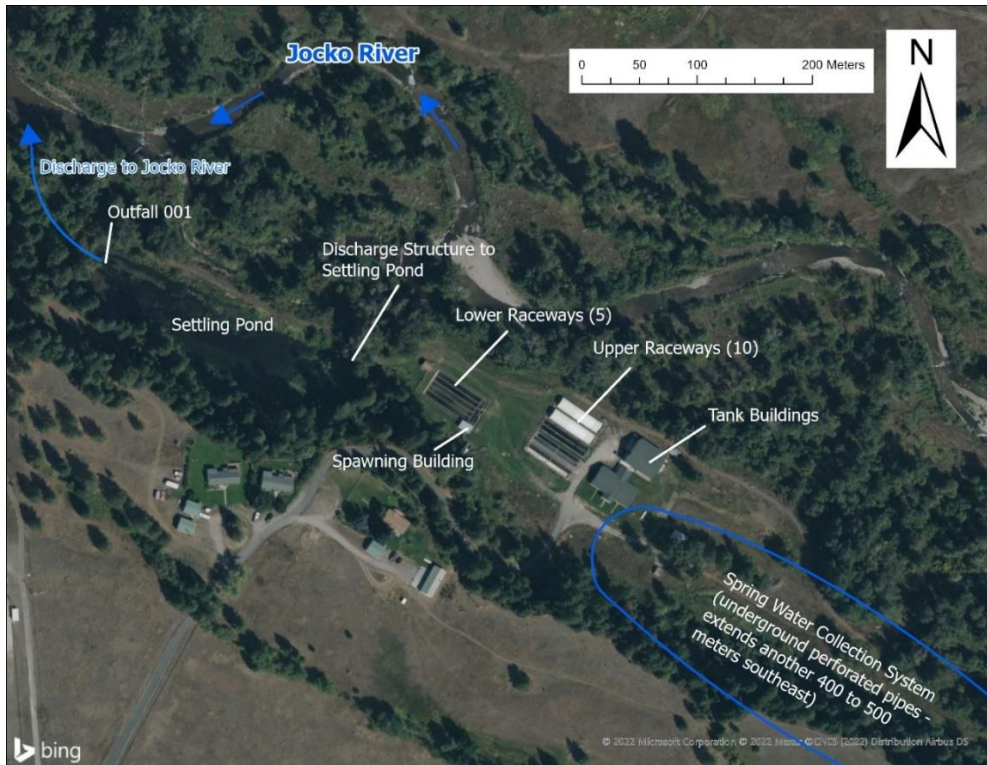 Jocko River
0 50 100 200 Meters
N
Discharge to Jocko River
Outfall 001
Discharge Structure to
Settling Pond
Settling Pond
Lower Raceways (5)
Upper Raceways (10)
Tank Buildings
Spawning Building
Spring Water Collection System
(underground perforated pipes -
extends another 400 to 500
meters southeast)
bing
© 2022 Microsoft Corporation © 2022 Maxar ©CNES (2022) Distribution Airbus DS